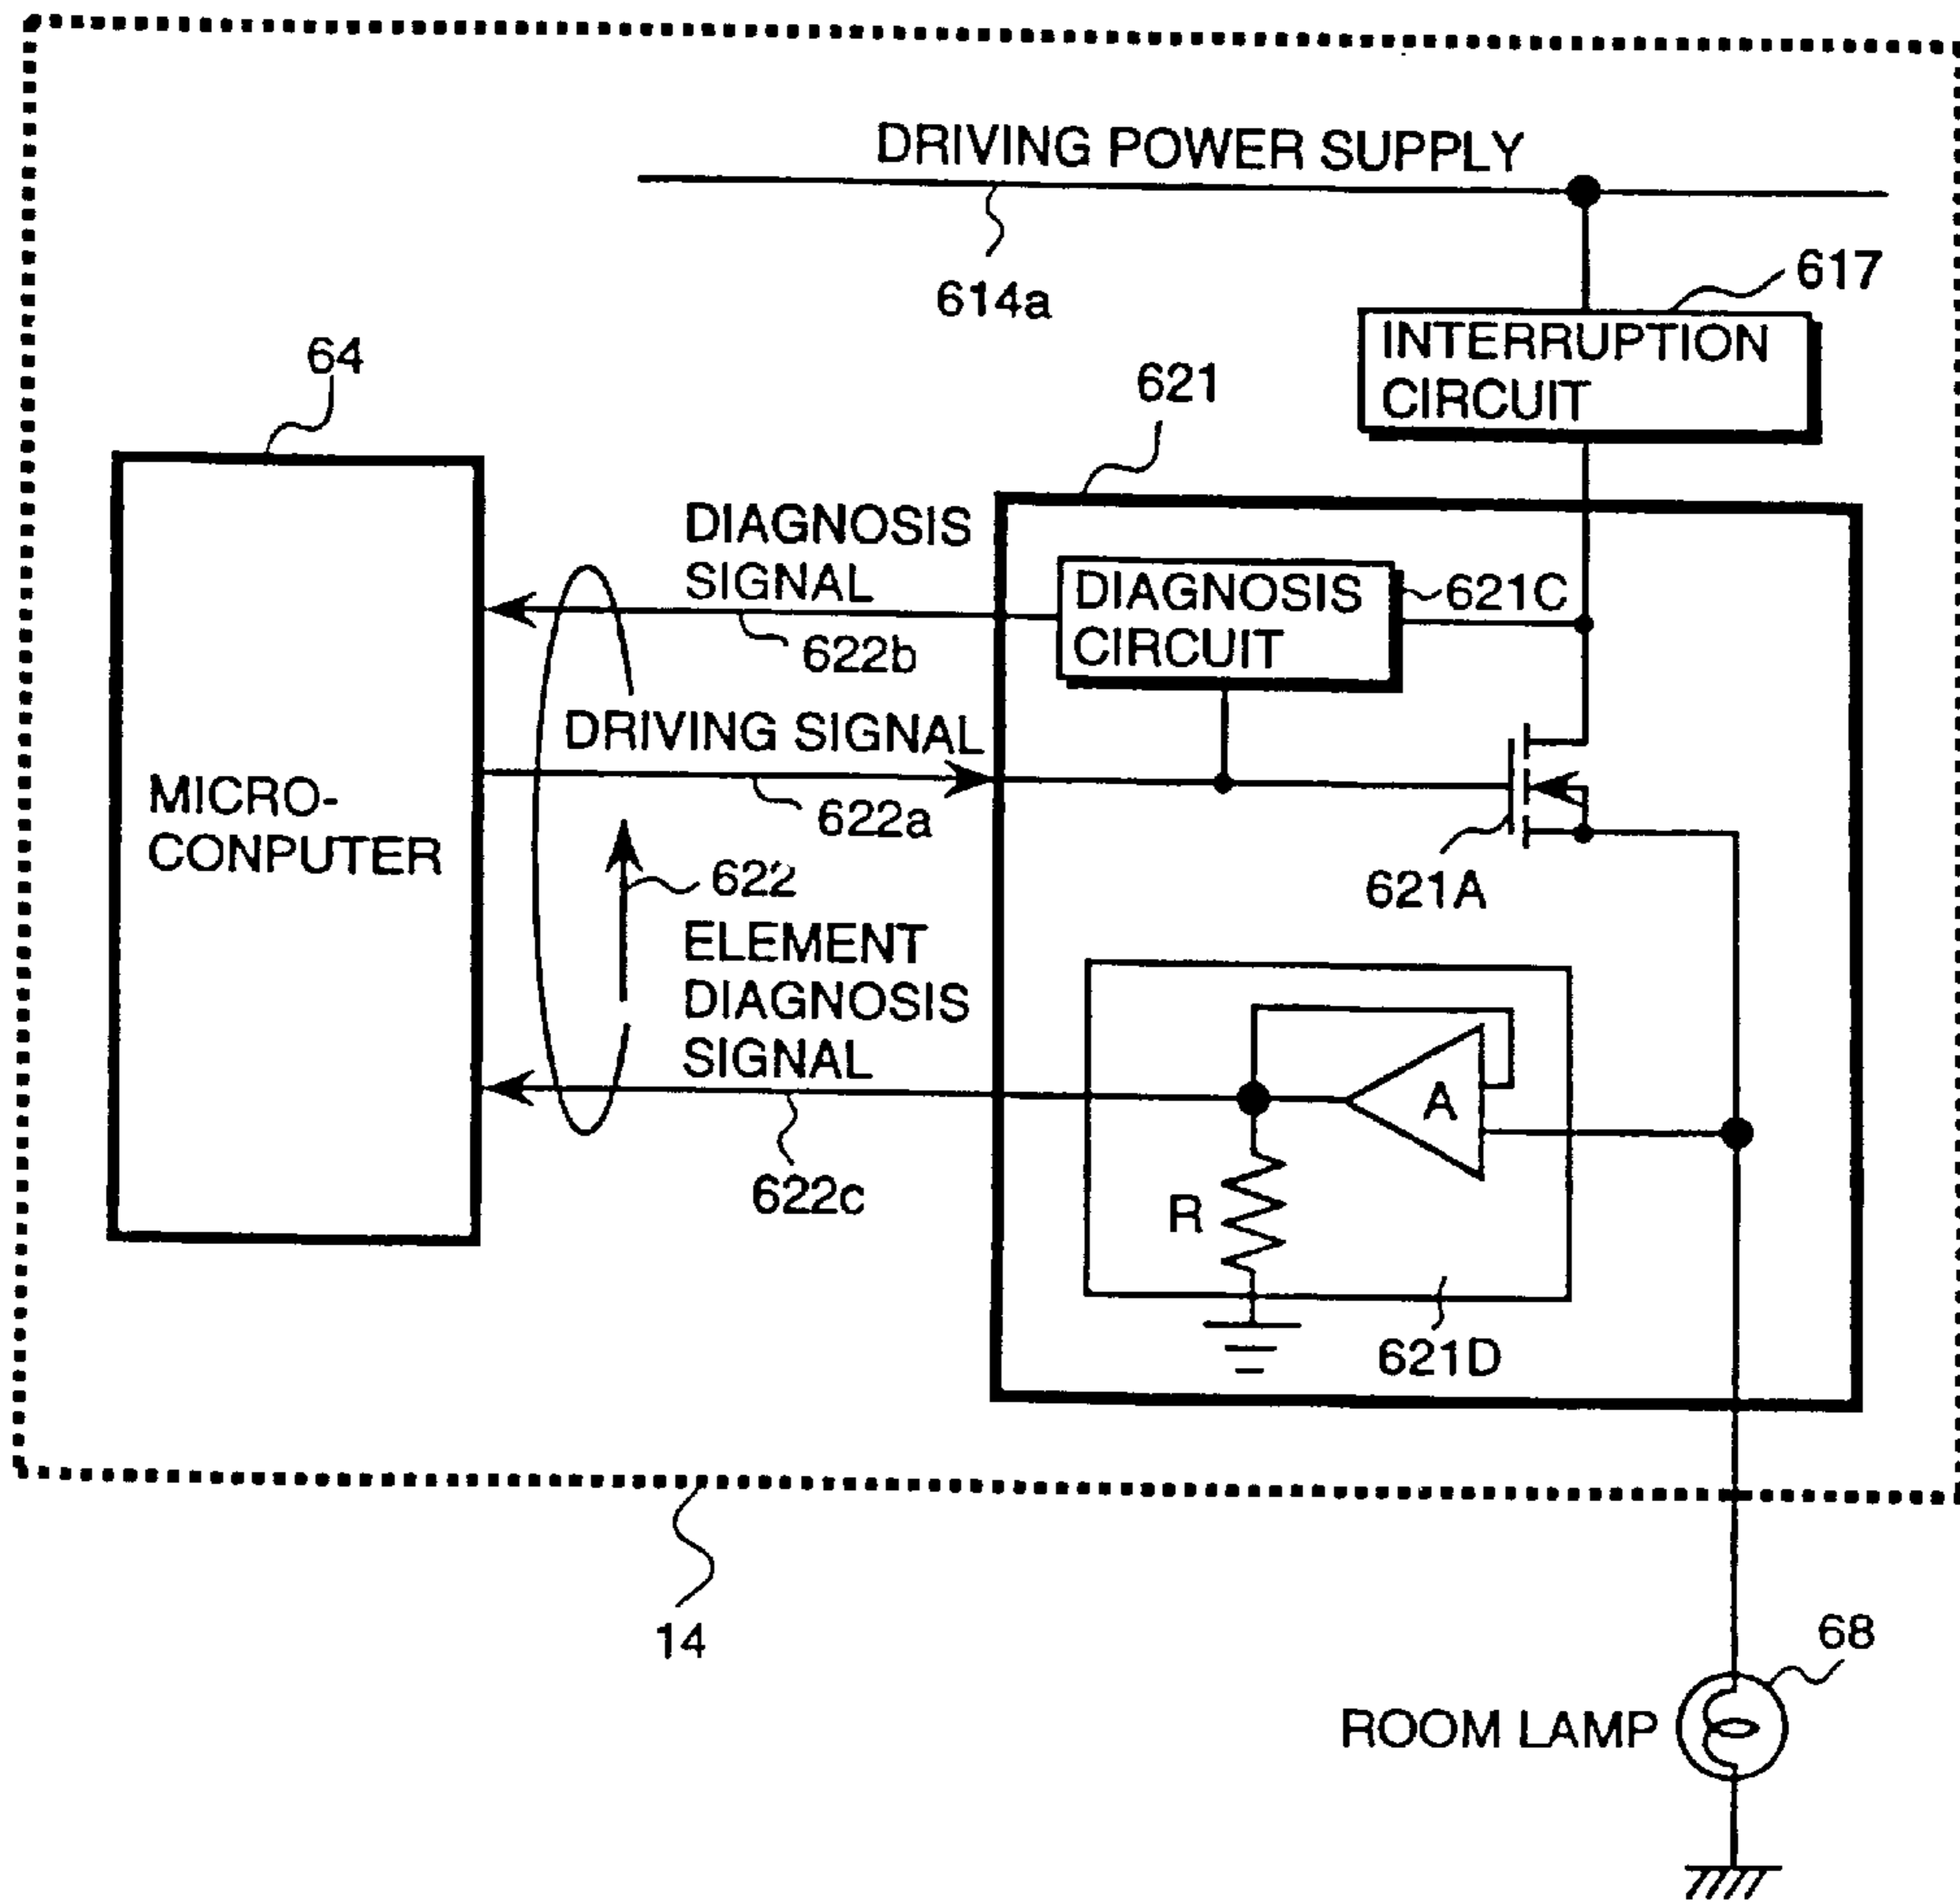 DRIVING POWER SUPPLY
614a
617
INTERRUPTION
CIRCUIT
64
621
DIAGNOSIS
SIGNAL
622b
DIAGNOSIS
CIRCUIT
621C
DRIVING SIGNAL
622a
MICRO-
CONPUTER
622
621A
ELEMENT
DIAGNOSIS
SIGNAL
622c
A
R
621D
14
68
ROOM LAMP